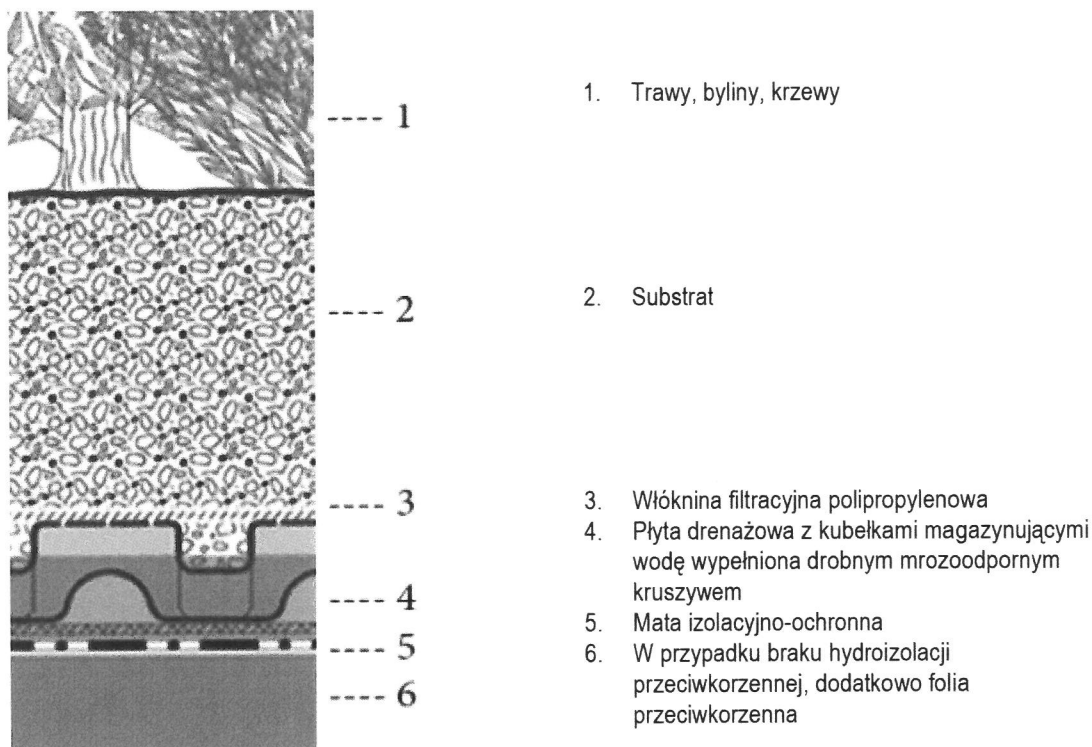 ---- 1
1. Trawy, byliny, krzewy
---- 2
2. Substrat
---- 3
3. Włóknina filtracyjna polipropylenowa
4. Płyta drenażowa z kubełkami magazynującymi
wodę wypełniona drobnym mrozoodpornym
kruszywem
---- 4
5. Mata izolacyjno-ochronna
---- 5
6. W przypadku braku hydroizolacji
przeciwkorzennej, dodatkowo folia
przeciwkorzenna
---- 6